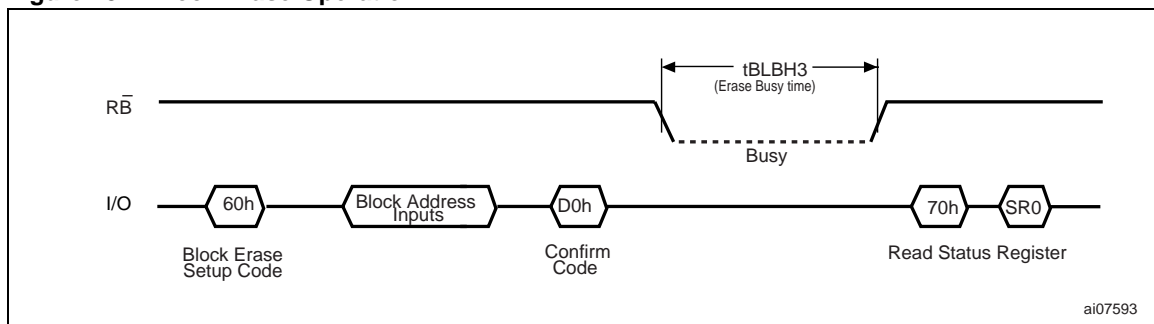 tBLBH3
(Erase Busy time)
RB̅
Busy
I/O
60h
Block Address
Inputs
D0h
70h
SR0
Block Erase
Setup Code
Confirm
Code
Read Status Register
ai07593